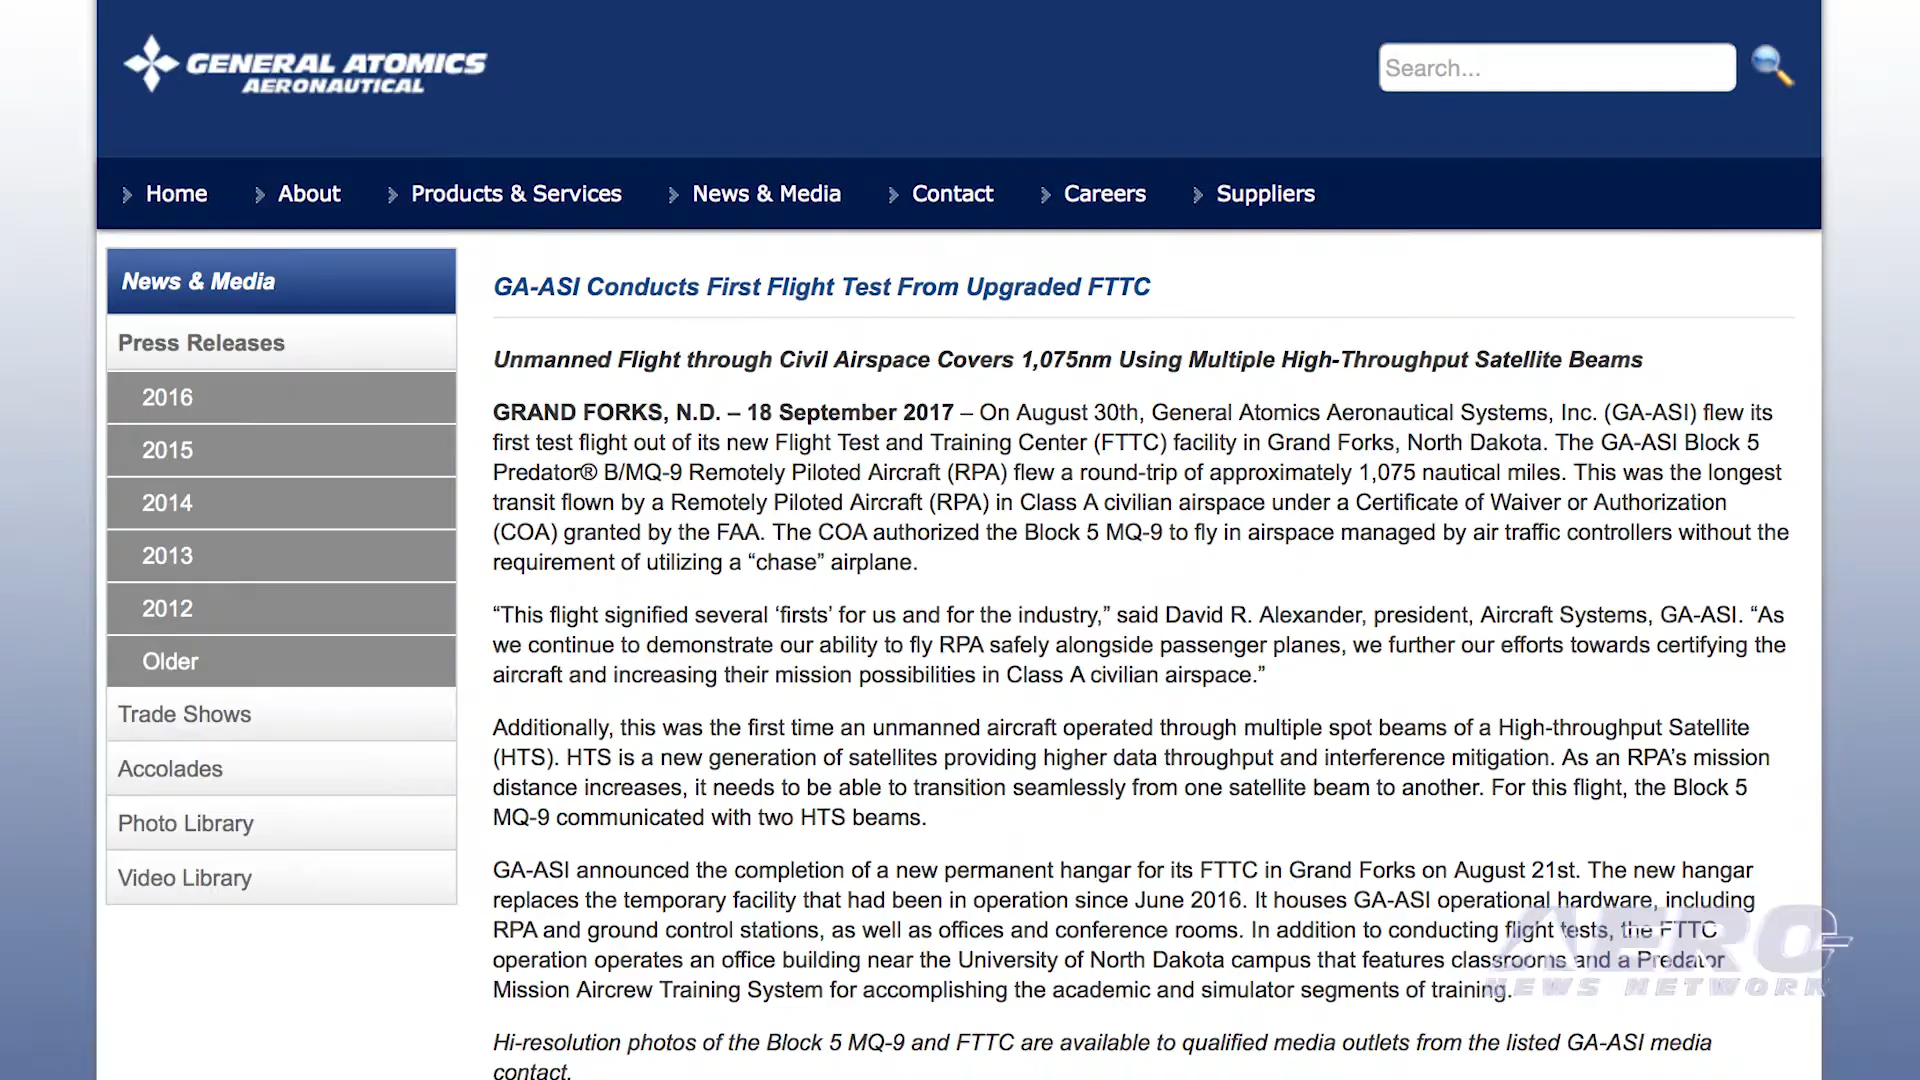 GENERAL ATOMICS
AERONAUTICAL
Search...
Home
About
Products & Services
News & Media
Contact
Careers
Suppliers
News & Media
Press Releases
2016
2015
2014
2013
2012
Older
Trade Shows
Accolades
Photo Library
Video Library
GA-ASI Conducts First Flight Test From Upgraded FTTC
Unmanned Flight through Civil Airspace Covers 1,075nm Using Multiple High-Throughput Satellite Beams
GRAND FORKS, N.D. – 18 September 2017 – On August 30th, General Atomics Aeronautical Systems, Inc. (GA-ASI) flew its
first test flight out of its new Flight Test and Training Center (FTTC) facility in Grand Forks, North Dakota. The GA-ASI Block 5
Predator® B/MQ-9 Remotely Piloted Aircraft (RPA) flew a round-trip of approximately 1,075 nautical miles. This was the longest
transit flown by a Remotely Piloted Aircraft (RPA) in Class A civilian airspace under a Certificate of Waiver or Authorization
(COA) granted by the FAA. The COA authorized the Block 5 MQ-9 to fly in airspace managed by air traffic controllers without the
requirement of utilizing a “chase” airplane.
“This flight signified several ‘firsts’ for us and for the industry,” said David R. Alexander, president, Aircraft Systems, GA-ASI. “As
we continue to demonstrate our ability to fly RPA safely alongside passenger planes, we further our efforts towards certifying the
aircraft and increasing their mission possibilities in Class A civilian airspace.”
Additionally, this was the first time an unmanned aircraft operated through multiple spot beams of a High-throughput Satellite
(HTS). HTS is a new generation of satellites providing higher data throughput and interference mitigation. As an RPA’s mission
distance increases, it needs to be able to transition seamlessly from one satellite beam to another. For this flight, the Block 5
MQ-9 communicated with two HTS beams.
GA-ASI announced the completion of a new permanent hangar for its FTTC in Grand Forks on August 21st. The new hangar
replaces the temporary facility that had been in operation since June 2016. It houses GA-ASI operational hardware, including
RPA and ground control stations, as well as offices and conference rooms. In addition to conducting flight tests, the FTTC
operation operates an office building near the University of North Dakota campus that features classrooms and a Predator
Mission Aircrew Training System for accomplishing the academic and simulator segments of training.
Hi-resolution photos of the Block 5 MQ-9 and FTTC are available to qualified media outlets from the listed GA-ASI media
contact.
AERO
NEWS NETWORK